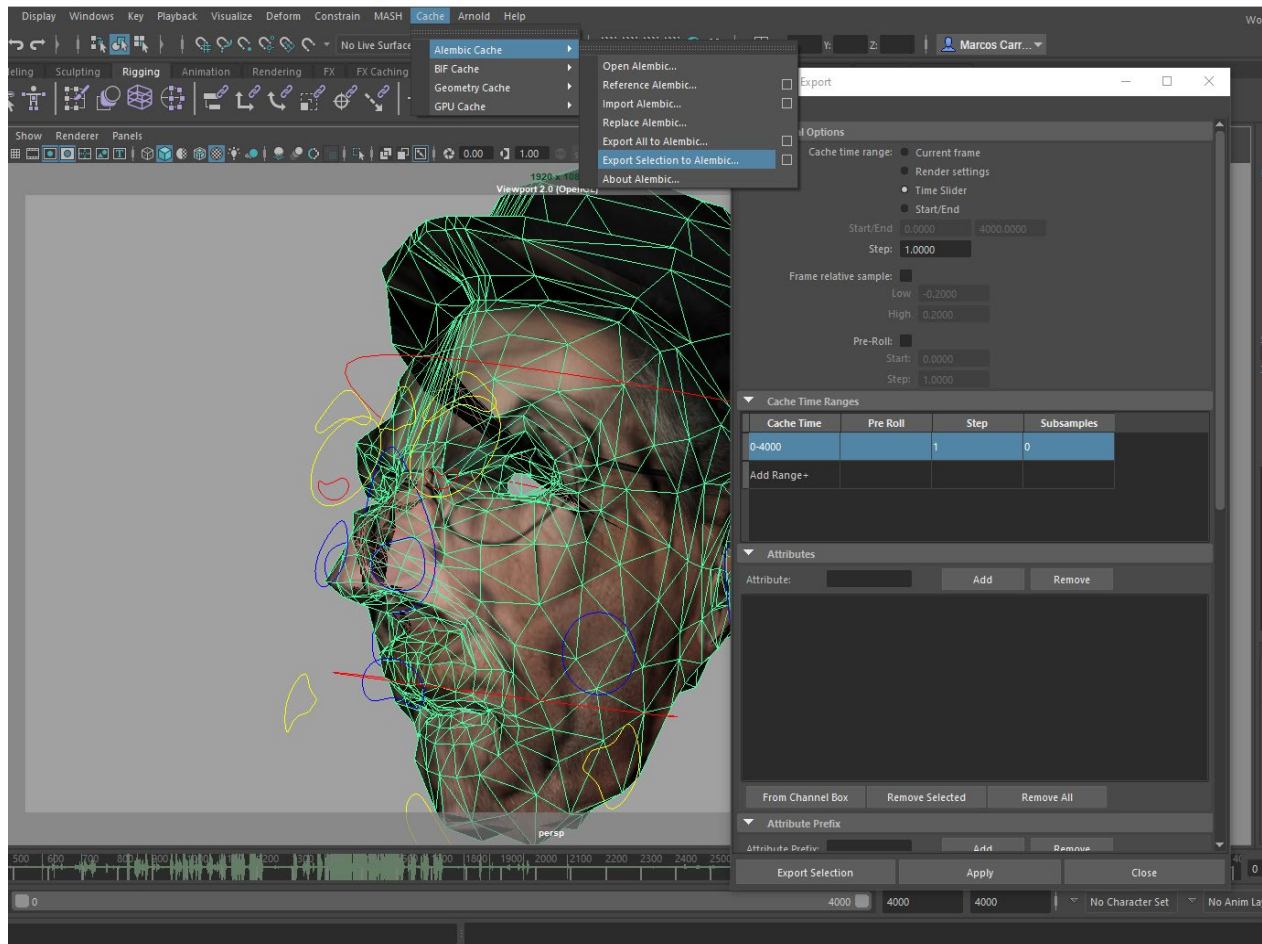 Display Windows Key Playback Visualize Deform Constrain MASH Cache Arnold Help
No Live Surface
Y:
Z:
Marcos Carr...
Sculpting Rigging Animation Rendering FX FX Caching
Alembic Cache
BIF Cache
Geometry Cache
GPU Cache
Open Alembic...
Reference Alembic...
Import Alembic...
Replace Alembic...
Export All to Alembic...
Export Selection to Alembic...
About Alembic...
Show Renderer Panels
0.00
1.00
Viewport 2.0
persp
Export
Options
Cache time range: Current frame
Render settings
Time Slider
Start/End
Start/End 0.0000 4000.0000
Step: 1.0000
Frame relative sample:
Low -0.2000
High 0.2000
Pre-Roll:
Start: 0.0000
Step: 1.0000
Cache Time Ranges
Cache Time Pre Roll Step Subsamples
0-4000 1 0
Add Range+
Attributes
Attribute: Add Remove
From Channel Box Remove Selected Remove All
Attribute Prefix
Attribute Prefix: Add Remove
Export Selection Apply Close
500 600 700 1200 1300 1800 1900 2000 2100 2200 2300 2400
0
0 4000 4000 4000 No Character Set No Anim